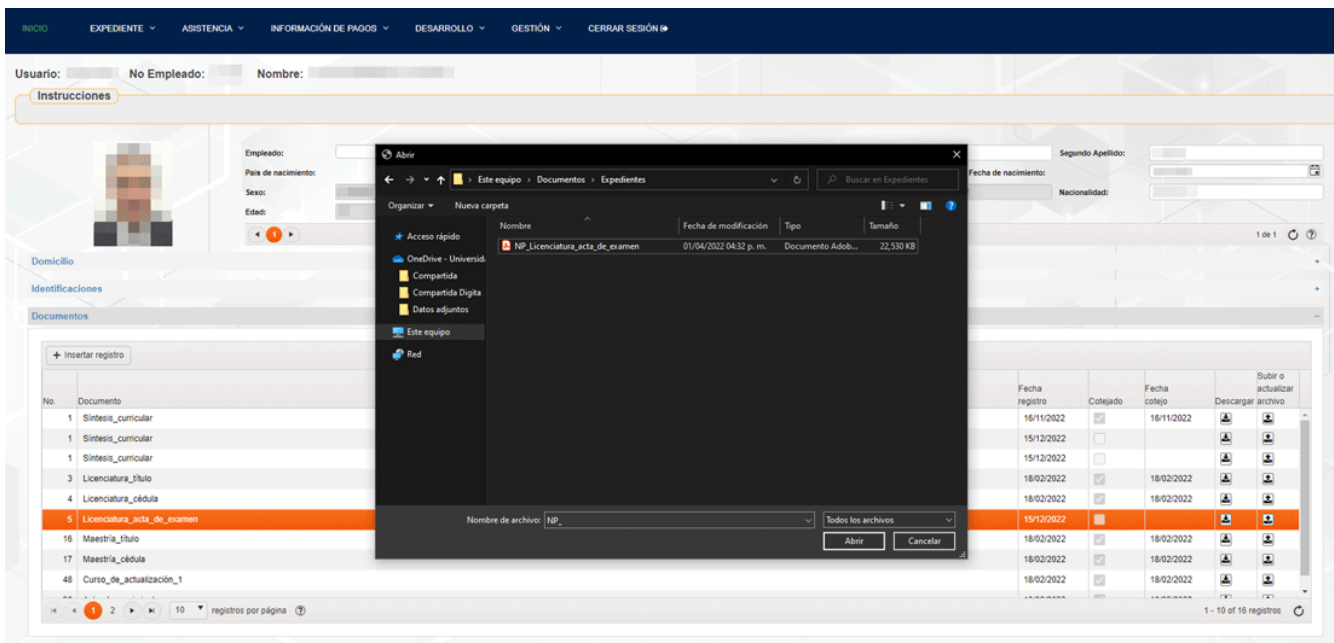 INICIO EXPEDIENTE ASISTENCIA INFORMACIÓN DE PAGOS DESARROLLO GESTIÓN CERRAR SESIÓN
Usuario: No Empleado: Nombre:
Instrucciones
Empleado: Segundo Apellido:
Pais de nacimiento: Fecha de nacimiento:
Sexo: Nacionalidad:
Edad:
1 1 de 1
Domicilio
Identificaciones
Documentos
Abrir
Este equipo > Documentos > Expedientes Buscar en Expedientes
Organizar Nueva carpeta
Nombre Fecha de modificación Tipo Tamaño
NP_Licenciatura_acta_de_examen 01/04/2022 04:32 p. m. Documento Adob... 22,530 KB
Acceso rápido
OneDrive - Universid
Compartida
Compartida Digita
Datos adjuntos
Este equipo
Red
Nombre de archivo: NP_ Todos los archivos
Abrir Cancelar
+ Insertar registro
No. Documento Fecha registro Cotejado Fecha cotejo Descargar Subir o actualizar archivo
1 Síntesis_curricular 16/11/2022 16/11/2022
1 Síntesis_curricular 15/12/2022
1 Síntesis_curricular 15/12/2022
3 Licenciatura_título 18/02/2022 18/02/2022
4 Licenciatura_cédula 18/02/2022 18/02/2022
5 Licenciatura_acta_de_examen 15/12/2022
16 Maestría_título 18/02/2022 18/02/2022
17 Maestría_cédula 18/02/2022 18/02/2022
48 Curso_de_actualización_1 18/02/2022 18/02/2022
1 2 10 registros por página 1 - 10 of 16 registros